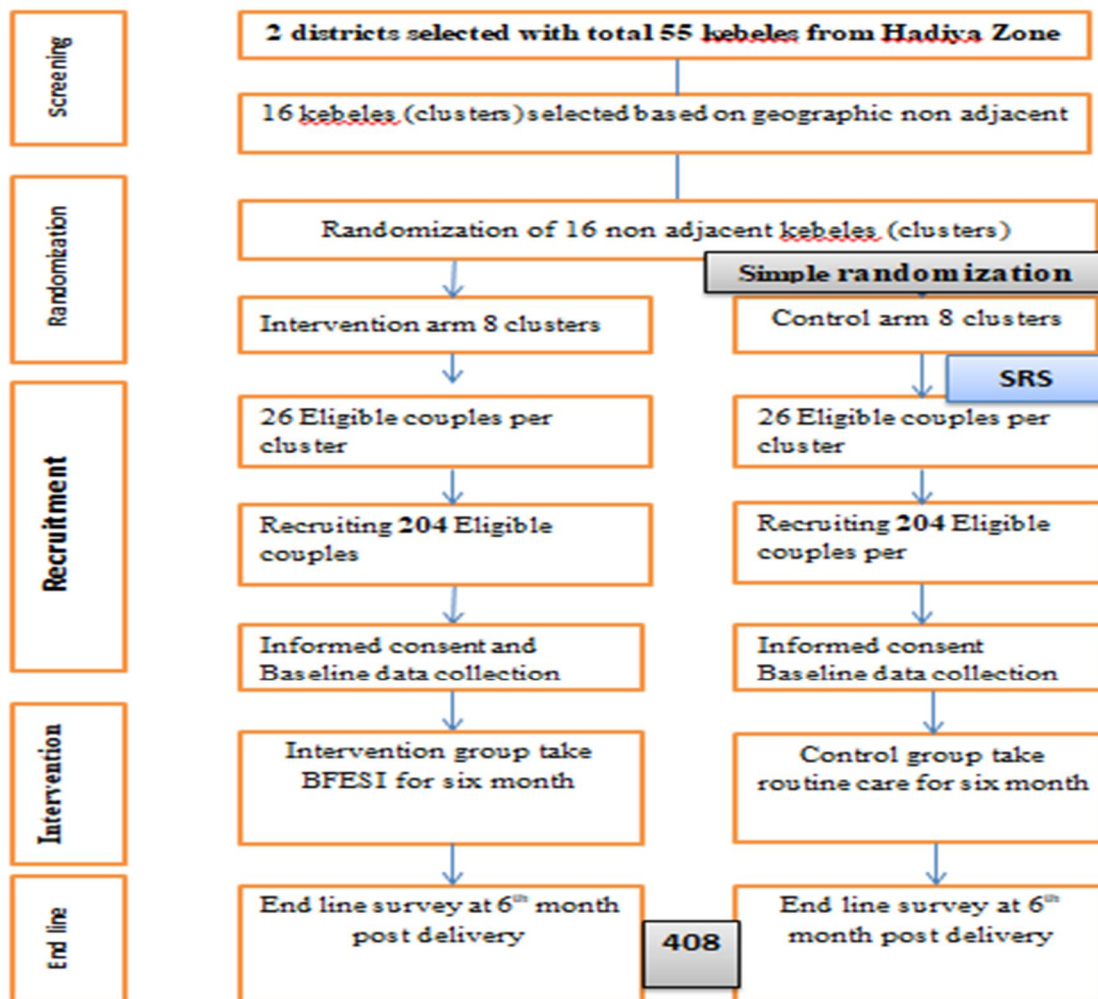 Screening
2 districts selected with total 55 kebeles from Hadiya Zone
16 kebeles (clusters) selected based on geographic non adjacent
Randomization
Randomization of 16 non adjacent kebeles (clusters)
Simple randomization
Intervention arm 8 clusters
Control arm 8 clusters
SRS
Recruitment
26 Eligible couples per
cluster
26 Eligible couples per
cluster
Recruiting 204 Eligible
couples
Recruiting 204 Eligible
couples per
Informed consent and
Baseline data collection
Informed consent
Baseline data collection
Intervention
Intervention group take
BFESI for six month
Control group take
routine care for six month
End line
End line survey at 6th month
post delivery
408
End line survey at 6th
month post delivery